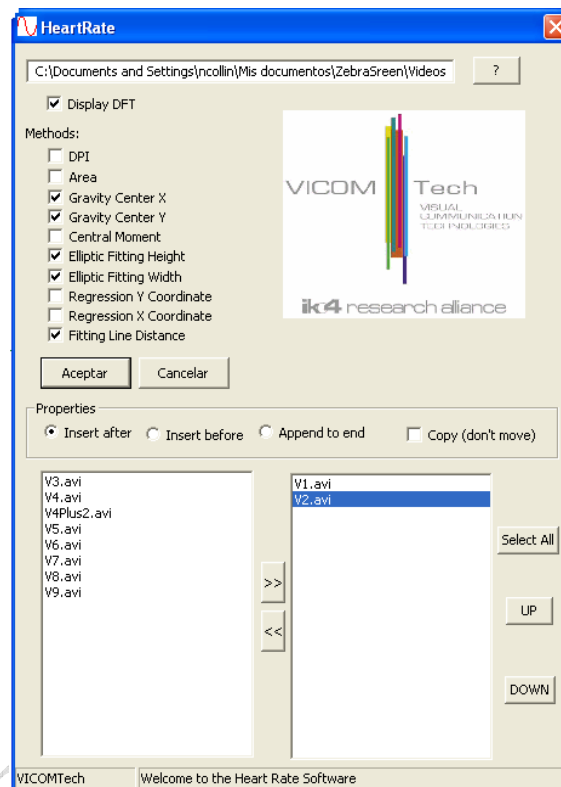 HeartRate
C:\Documents and Settings\ncollin\Mis documentos\ZebraSreen\Videos
?
Display DFT
Methods:
DPI
Area
Gravity Center X
Gravity Center Y
Central Moment
Elliptic Fitting Height
Elliptic Fitting Width
Regression Y Coordinate
Regression X Coordinate
Fitting Line Distance
VICOM Tech
VISUAL
COMMUNICATION
TECHNOLOGIES
ik4 research alliance
Aceptar Cancelar
Properties
Insert after Insert before Append to end Copy (don't move)
V3.avi
V4.avi
V4Plus2.avi
V5.avi
V6.avi
V7.avi
V8.avi
V9.avi
>>
<<
V1.avi
V2.avi
Select All
UP
DOWN
VICOMTech Welcome to the Heart Rate Software